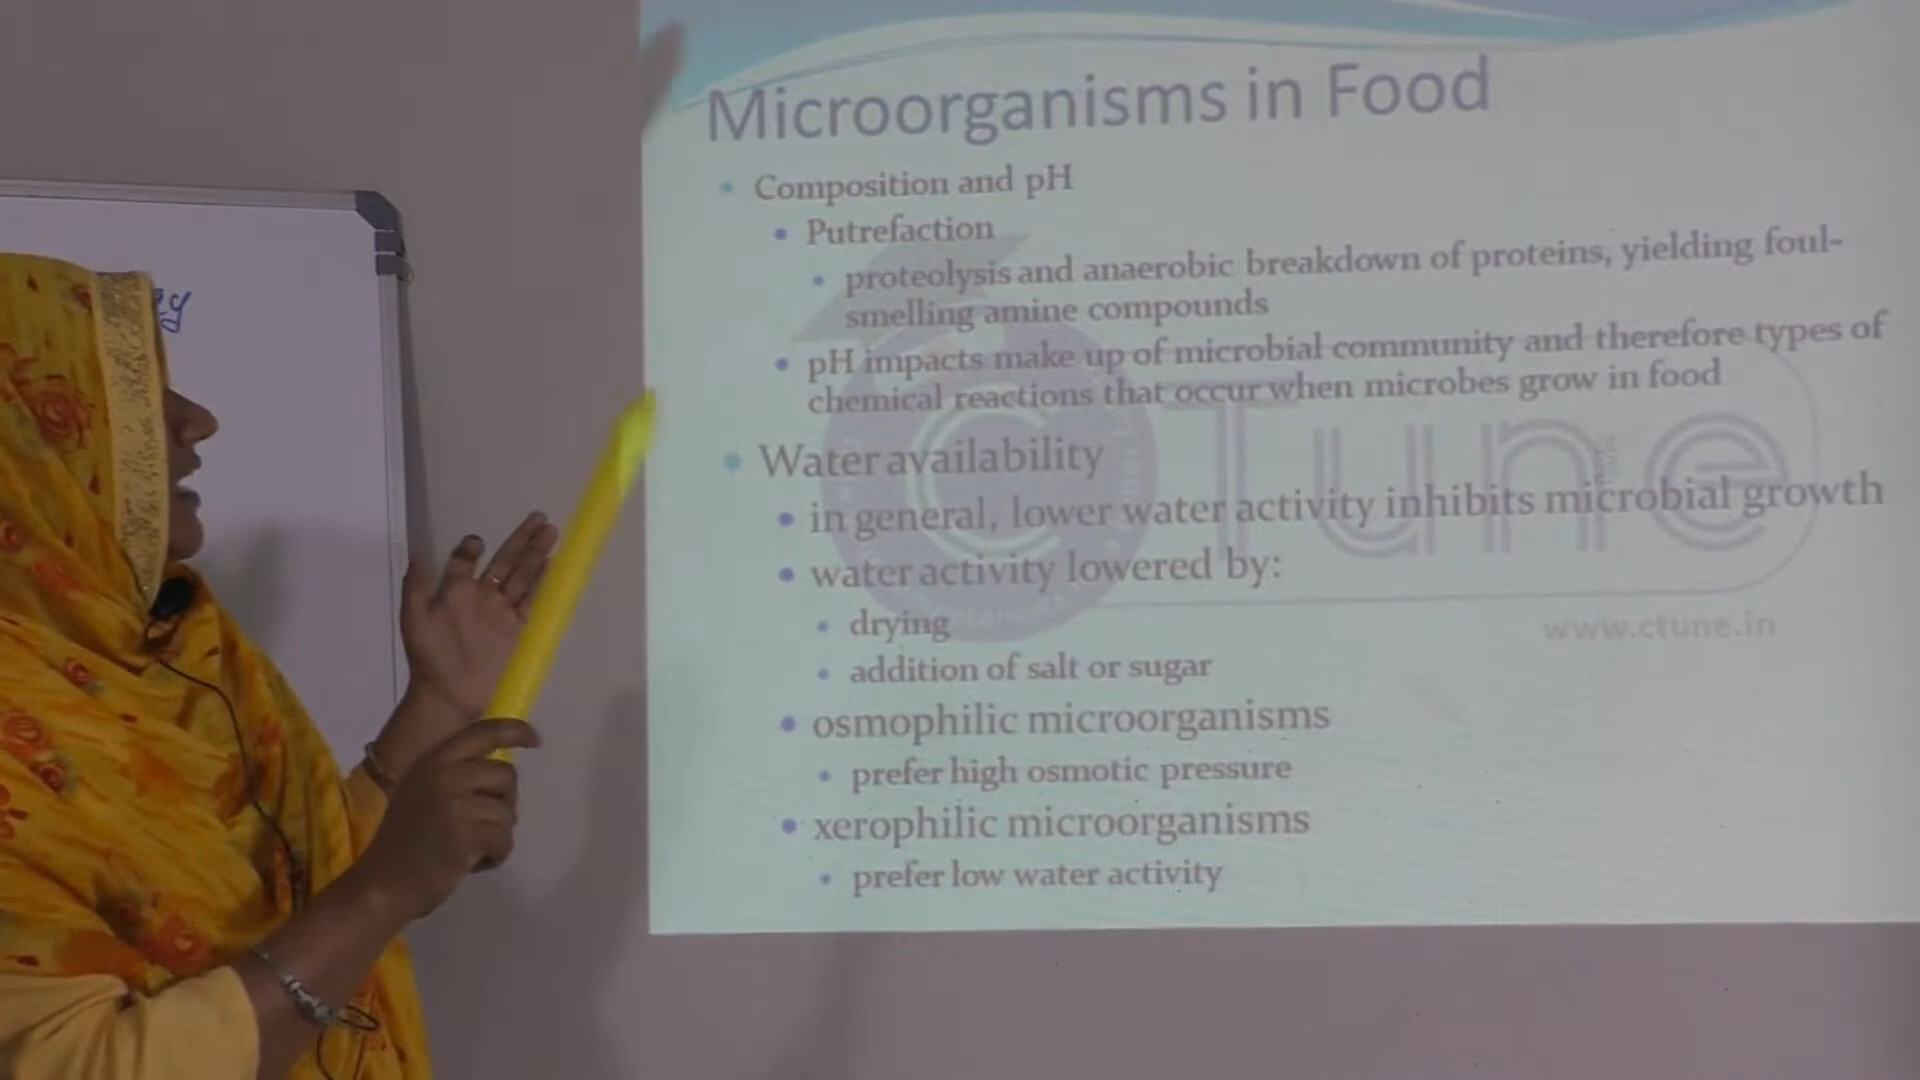 Microorganisms in Food
Composition and pH
Putrefaction
proteolysis and anaerobic breakdown of proteins, yielding foul-
smelling amine compounds
pH impacts make up of microbial community and therefore types of
chemical reactions that occur when microbes grow in food
Water availability
in general, lower water activity inhibits microbial growth
water activity lowered by:
drying
addition of salt or sugar
osmophilic microorganisms
prefer high osmotic pressure
xerophilic microorganisms
prefer low water activity
CTune
www.ctune.in